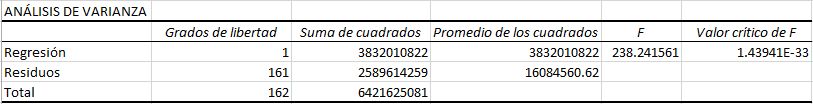 ANÁLISIS DE VARIANZA
Grados de libertad Suma de cuadrados Promedio de los cuadrados F Valor crítico de F
Regresión 1 3832010822 3832010822 238.241561 1.43941E-33
Residuos 161 2589614259 16084560.62
Total 162 6421625081